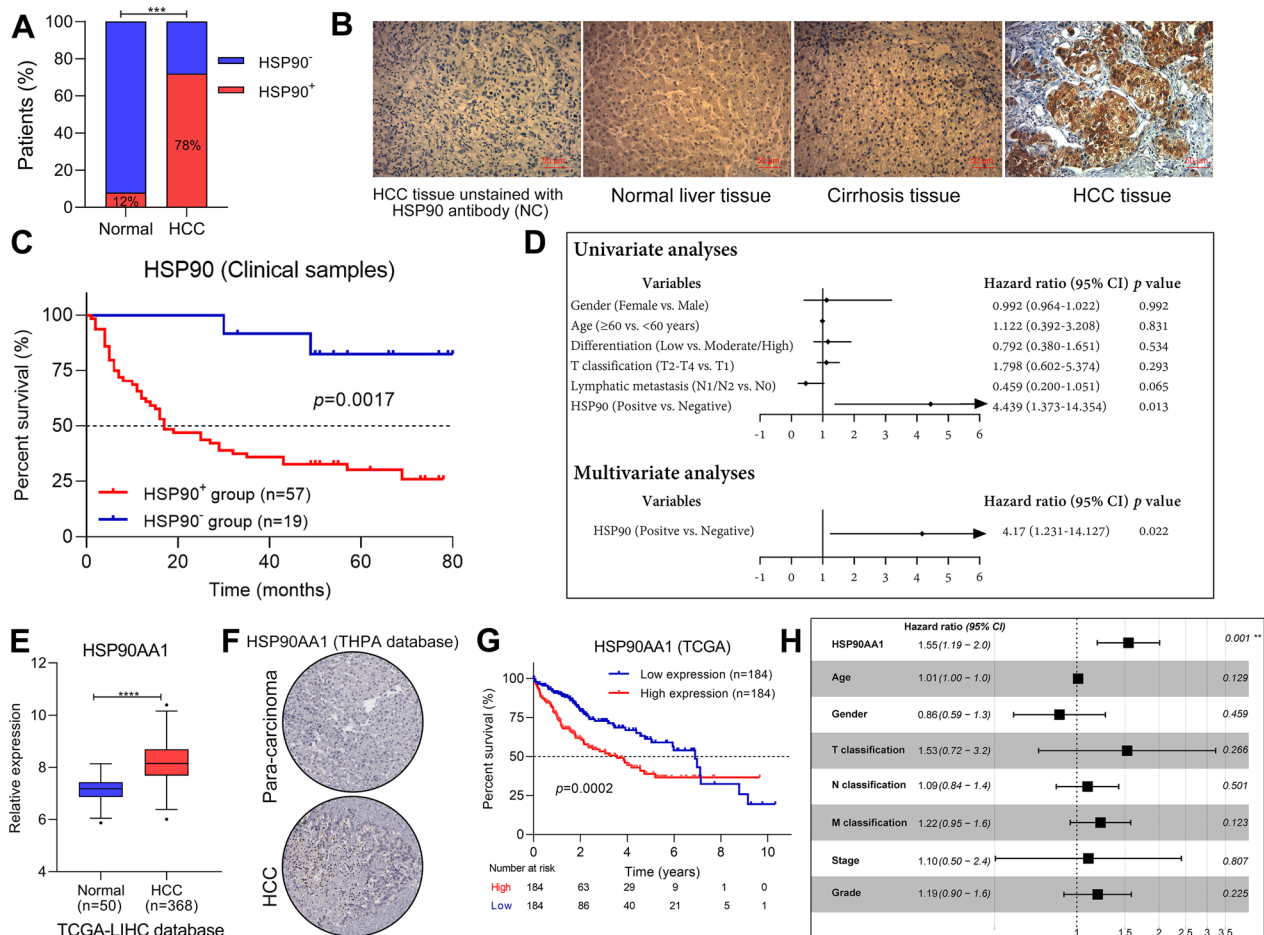 A
***
Patients (%)
100
80
60
40
20
0
12%
78%
Normal HCC
HSP90-
HSP90+
B
50 μm
HCC tissue unstained with
HSP90 antibody (NC)
Normal liver tissue
Cirrhosis tissue
HCC tissue
C
HSP90 (Clinical samples)
Percent survival (%)
100
75
50
25
0
p=0.0017
HSP90+ group (n=57)
HSP90- group (n=19)
0 20 40 60 80
Time (months)
D
Univariate analyses
Variables Hazard ratio (95% CI) p value
Gender (Female vs. Male) 0.992 (0.964-1.022) 0.992
Age (≥60 vs. <60 years) 1.122 (0.392-3.208) 0.831
Differentiation (Low vs. Moderate/High) 0.792 (0.380-1.651) 0.534
T classification (T2-T4 vs. T1) 1.798 (0.602-5.374) 0.293
Lymphatic metastasis (N1/N2 vs. N0) 0.459 (0.200-1.051) 0.065
HSP90 (Positve vs. Negative) 4.439 (1.373-14.354) 0.013
-1 0 1 2 3 4 5 6
Multivariate analyses
Variables Hazard ratio (95% CI) p value
HSP90 (Positve vs. Negative) 4.17 (1.231-14.127) 0.022
-1 0 1 2 3 4 5 6
E
HSP90AA1
Relative expression
12
10
8
6
4
****
Normal HCC
(n=50) (n=368)
TCGA-LIHC database
F
HSP90AA1 (THPA database)
Para-carcinoma
HCC
G
HSP90AA1 (TCGA)
Percent survival (%)
100
75
50
25
0
Low expression (n=184)
High expression (n=184)
p=0.0002
0 2 4 6 8 10
Time (years)
Number at risk
High 184 63 29 9 1 0
Low 184 86 40 21 5 1
H
Hazard ratio (95% CI)
HSP90AA1 1.55 (1.19 − 2.0) 0.001 **
Age 1.01 (1.00 − 1.0) 0.129
Gender 0.86 (0.59 − 1.3) 0.459
T classification 1.53 (0.72 − 3.2) 0.266
N classification 1.09 (0.84 − 1.4) 0.501
M classification 1.22 (0.95 − 1.6) 0.123
Stage 1.10 (0.50 − 2.4) 0.807
Grade 1.19 (0.90 − 1.6) 0.225
1 1.5 2 2.5 3 3.5